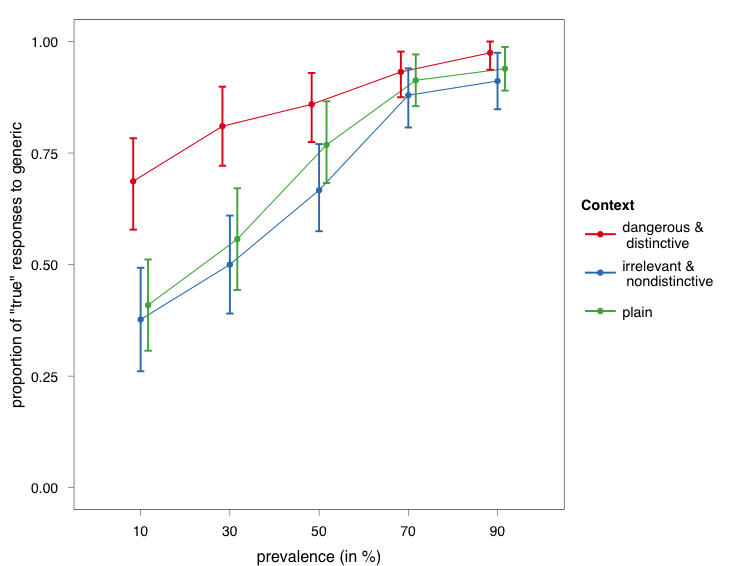 1.00
0.75
0.50
0.25
0.00
proportion of "true" responses to generic
10 30 50 70 90
prevalence (in %)
Context
dangerous &
distinctive
irrelevant &
nondistinctive
plain